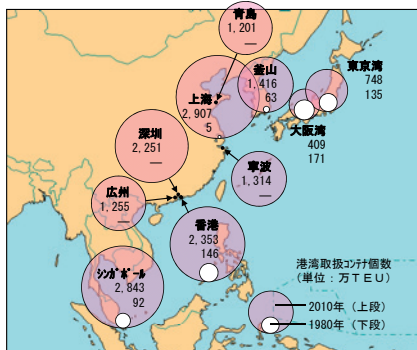 青島
1,201
―
釜山
1,416
63
東京湾
748
135
上海
2,907
5
大阪湾
409
171
深圳
2,251
―
寧波
1,314
―
広州
1,255
―
香港
2,353
146
シンガポール
2,843
92
港湾取扱コンテナ個数
(単位：万TEU)
2010年 (上段)
1980年 (下段)